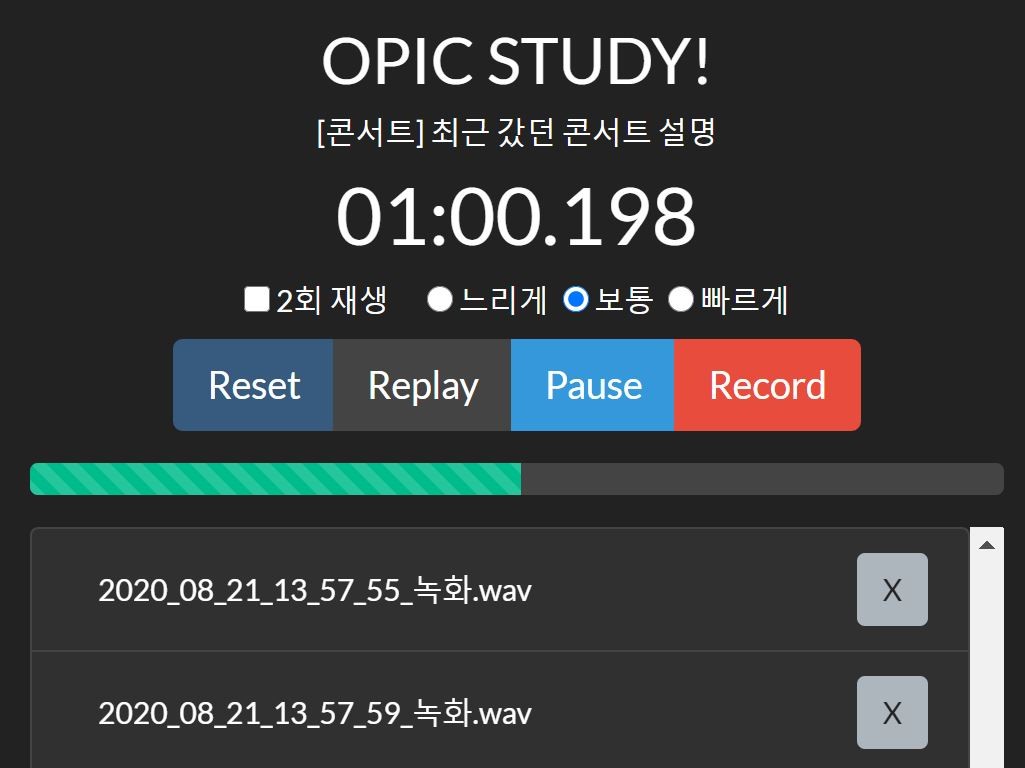 OPIC STUDY!
[콘서트] 최근 갔던 콘서트 설명
01:00.198
2회 재생 느리게 보통 빠르게
Reset Replay Pause Record
2020_08_21_13_57_55_녹화.wav X
2020_08_21_13_57_59_녹화.wav X